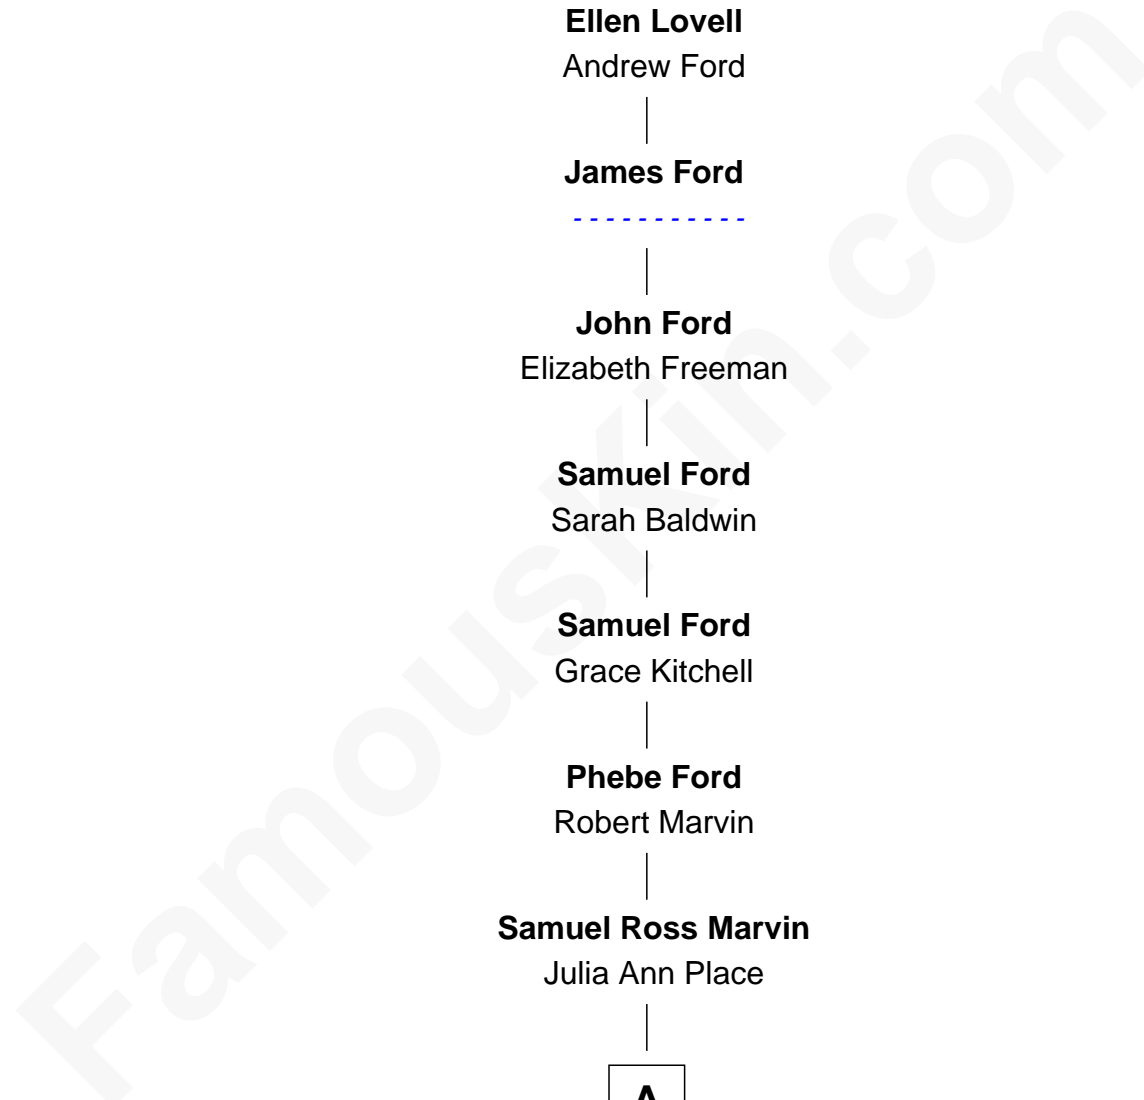 Ellen Lovell
Andrew Ford
James Ford
- - - - - - - - - - -
John Ford
Elizabeth Freeman
Samuel Ford
Sarah Baldwin
Samuel Ford
Grace Kitchell
Phebe Ford
Robert Marvin
Samuel Ross Marvin
Julia Ann Place
A
FamousKin.com